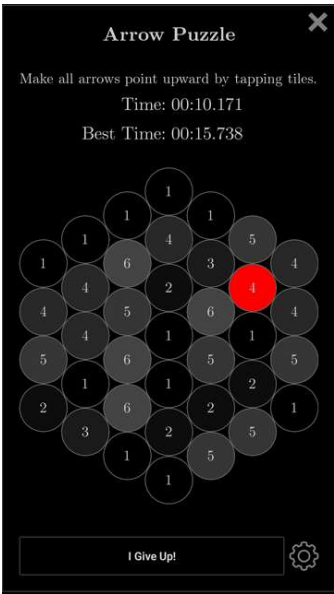 Arrow Puzzle
Make all arrows point upward by tapping tiles.
Time: 00:10.171
Best Time: 00:15.738
1
1 1
1 4 5
1 6 3 4
4 2 4
4 5 6 4
4 1 1
5 6 5 5
1 1 2
2 6 2 1
3 2 5
1 5
1
I Give Up!